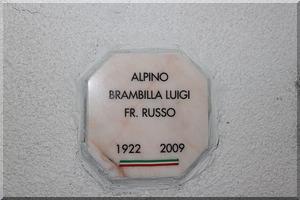 ALPINO
BRAMBILLA LUIGI
FR. RUSSO
1922 2009